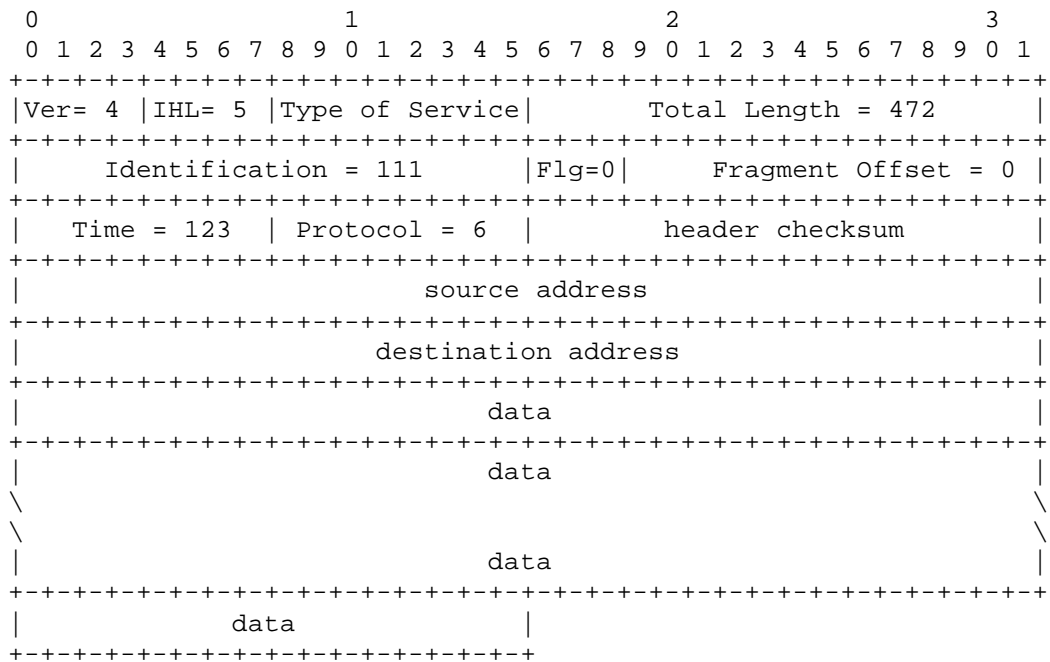 0                   1                   2                   3
 0 1 2 3 4 5 6 7 8 9 0 1 2 3 4 5 6 7 8 9 0 1 2 3 4 5 6 7 8 9 0 1
+-+-+-+-+-+-+-+-+-+-+-+-+-+-+-+-+-+-+-+-+-+-+-+-+-+-+-+-+-+-+-+-+
|Ver= 4 |IHL= 5 |Type of Service|       Total Length = 472      |
+-+-+-+-+-+-+-+-+-+-+-+-+-+-+-+-+-+-+-+-+-+-+-+-+-+-+-+-+-+-+-+-+
|     Identification = 111      |Flg=0|     Fragment Offset = 0 |
+-+-+-+-+-+-+-+-+-+-+-+-+-+-+-+-+-+-+-+-+-+-+-+-+-+-+-+-+-+-+-+-+
|   Time = 123  | Protocol = 6  |        header checksum        |
+-+-+-+-+-+-+-+-+-+-+-+-+-+-+-+-+-+-+-+-+-+-+-+-+-+-+-+-+-+-+-+-+
|                         source address                        |
+-+-+-+-+-+-+-+-+-+-+-+-+-+-+-+-+-+-+-+-+-+-+-+-+-+-+-+-+-+-+-+-+
|                      destination address                      |
+-+-+-+-+-+-+-+-+-+-+-+-+-+-+-+-+-+-+-+-+-+-+-+-+-+-+-+-+-+-+-+-+
|                             data                              |
+-+-+-+-+-+-+-+-+-+-+-+-+-+-+-+-+-+-+-+-+-+-+-+-+-+-+-+-+-+-+-+-+
|                             data                              |
\                                                               \
\                                                               \
|                             data                              |
+-+-+-+-+-+-+-+-+-+-+-+-+-+-+-+-+-+-+-+-+-+-+-+-+-+-+-+-+-+-+-+-+
|             data              |
+-+-+-+-+-+-+-+-+-+-+-+-+-+-+-+-+